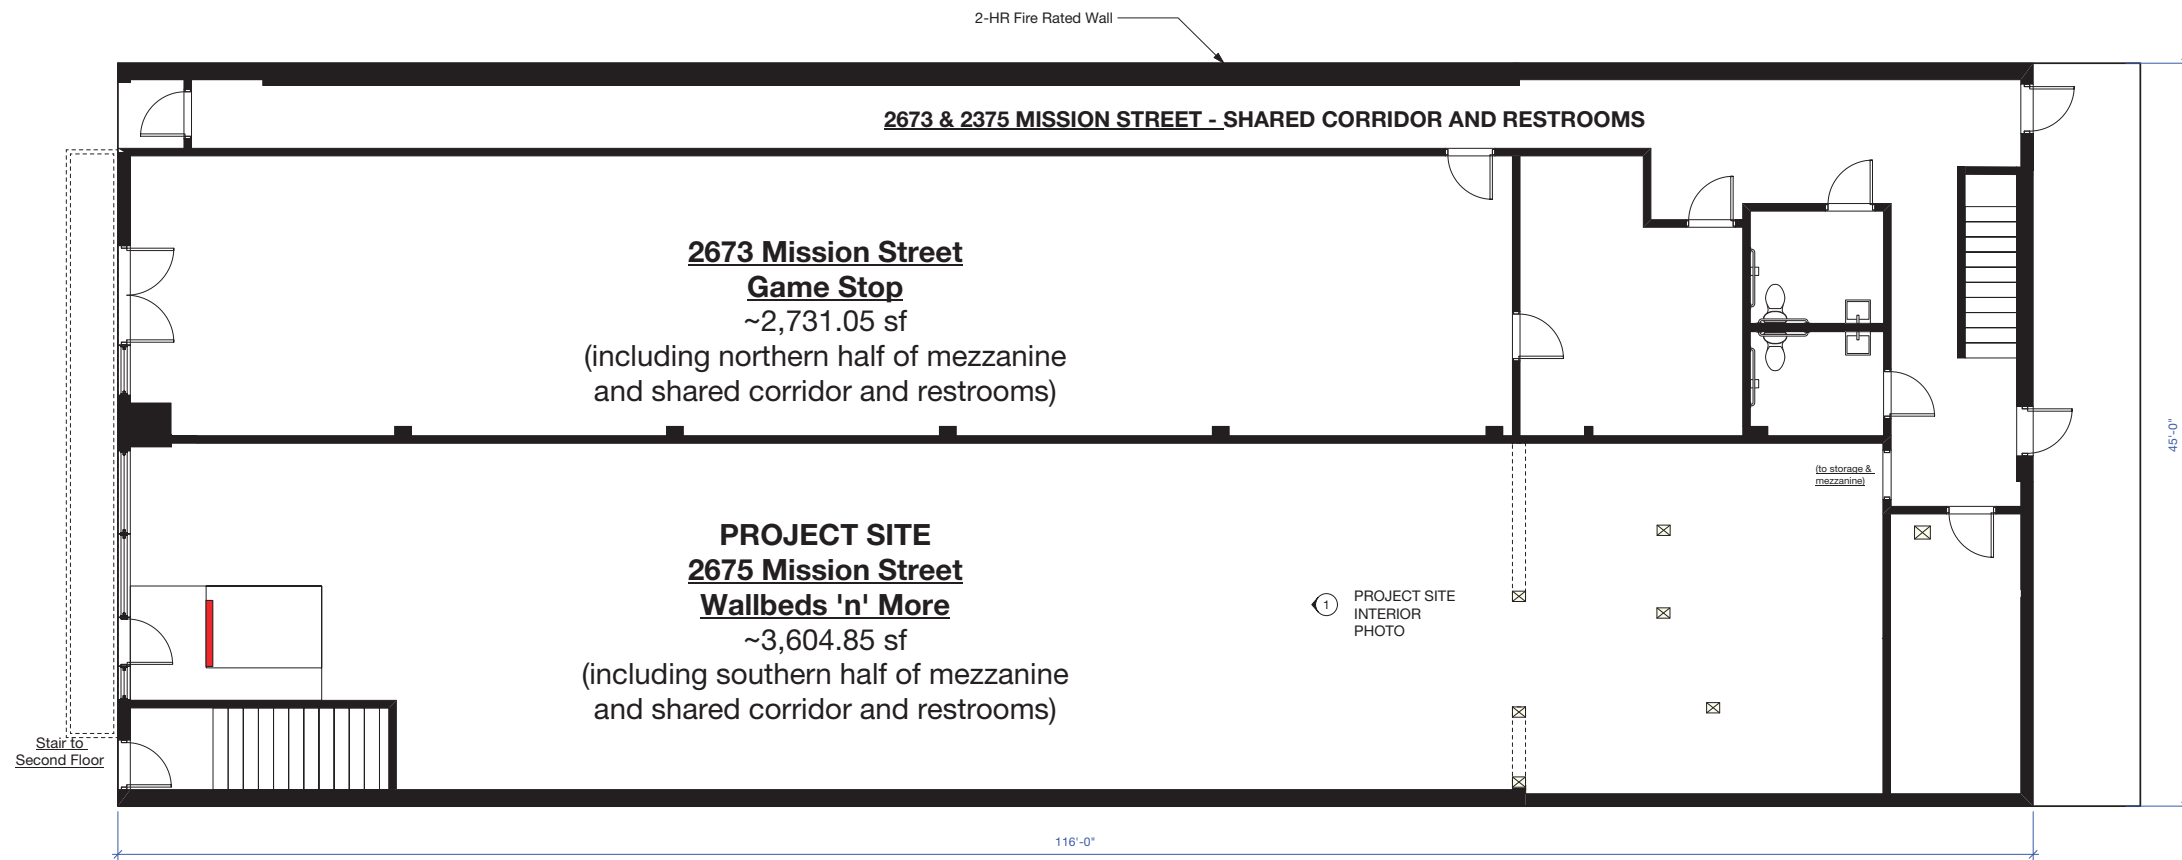 2-HR Fire Rated Wall
2673 & 2375 MISSION STREET - SHARED CORRIDOR AND RESTROOMS
2673 Mission Street
Game Stop
~2,731.05 sf
(including northern half of mezzanine
and shared corridor and restrooms)
45'-0"
(to storage &
mezzanine)
PROJECT SITE
2675 Mission Street
Wallbeds 'n' More
~3,604.85 sf
(including southern half of mezzanine
and shared corridor and restrooms)
1
PROJECT SITE
INTERIOR
PHOTO
Stair to
Second Floor
116'-0"